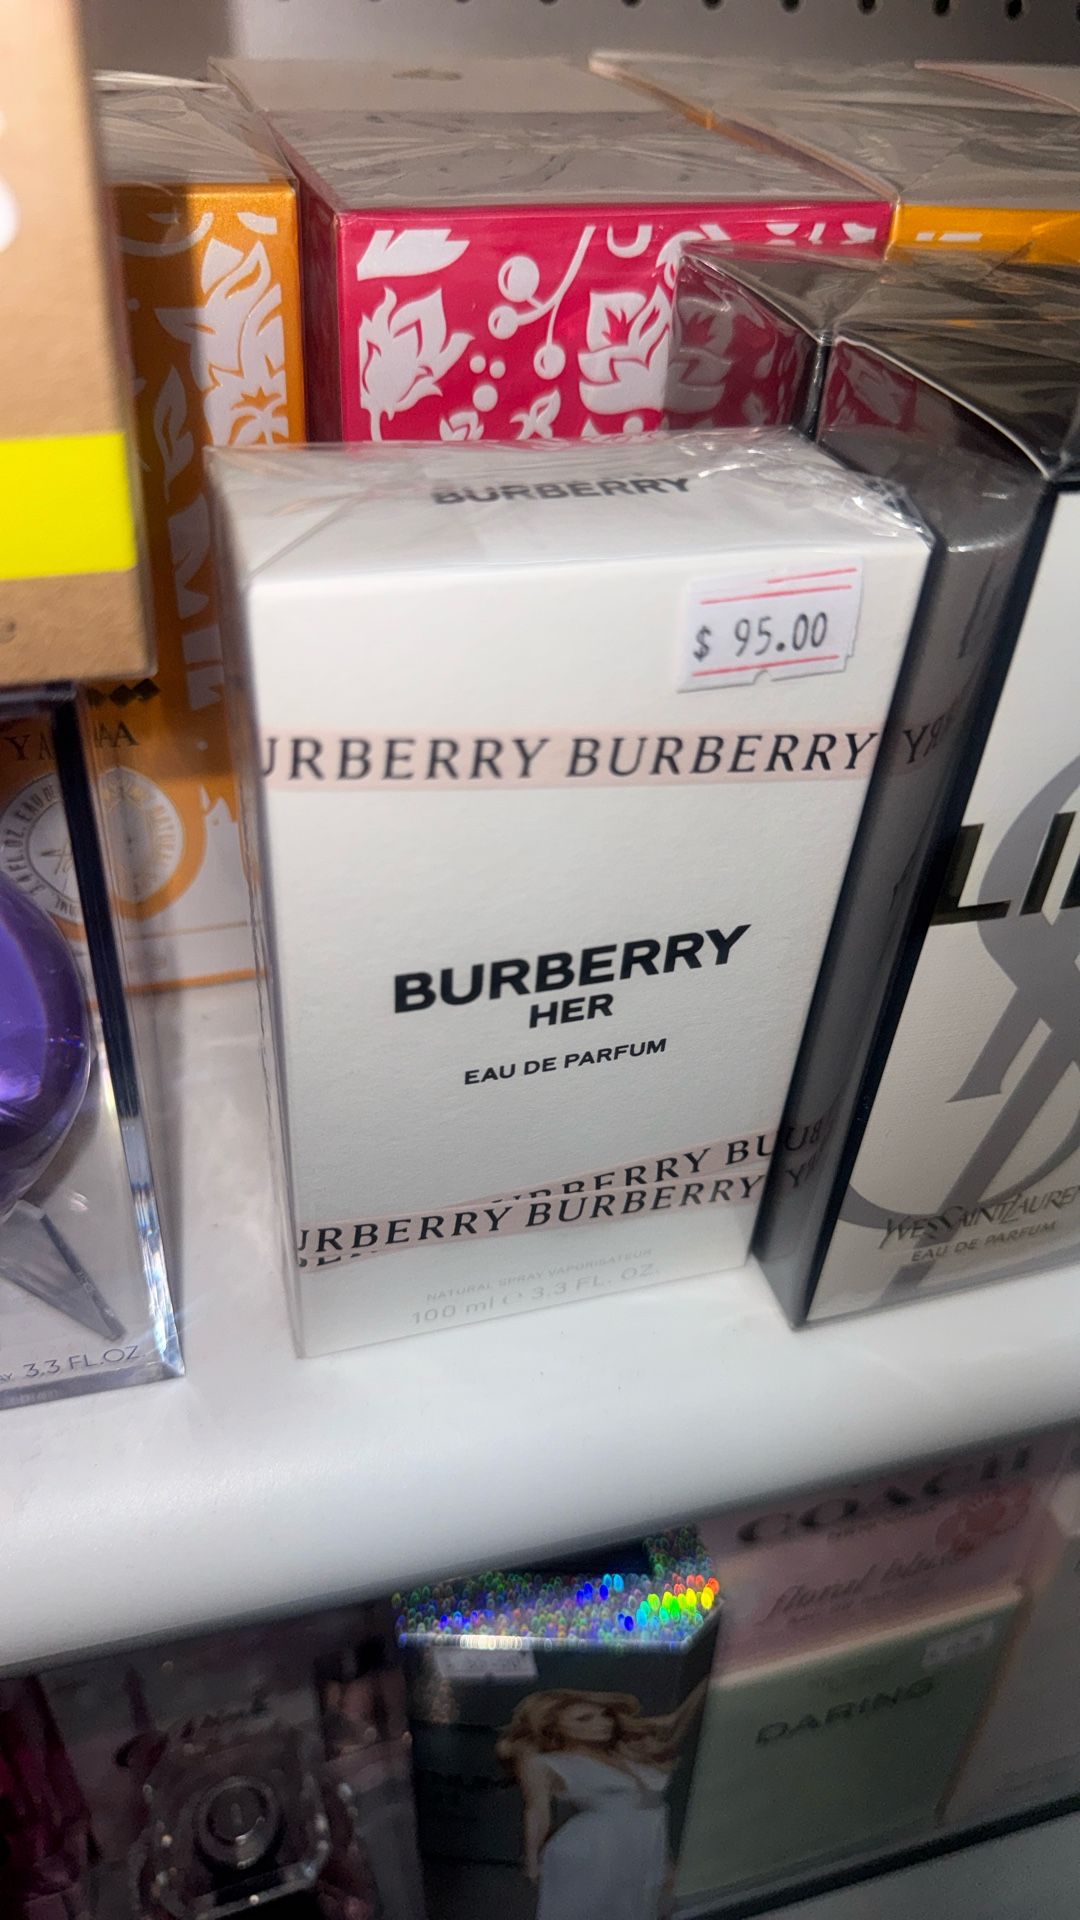 BURBERRY
$ 95.00
URBERRY BURBERRY
BURBERRY
HER
EAU DE PARFUM
URBERRY BURBERRY
NATURAL SPRAY VAPORISATEUR
100 ml ℮ 3.3 FL. OZ.
YVESSAINTLAURE
EAU DE PARFUM
3.3 FL.OZ.
COACH
DARING